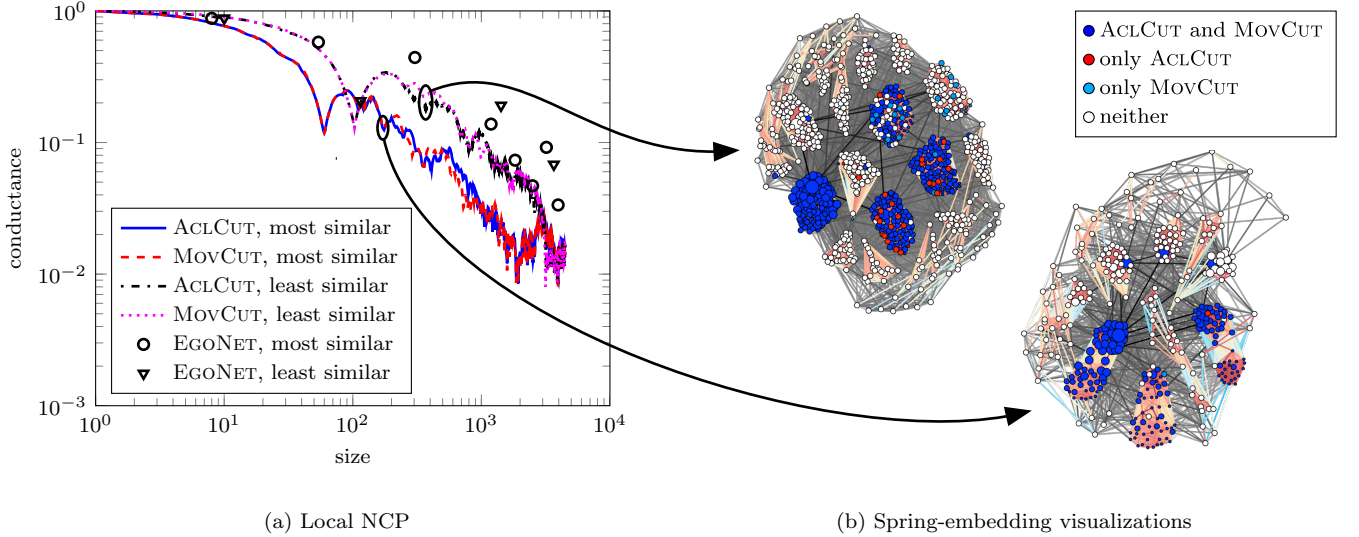 10^0
10^−1
10^−2
10^−3
conductance
10^0 10^1 10^2 10^3 10^4
size
ACLCUT, most similar
MOVCUT, most similar
ACLCUT, least similar
MOVCUT, least similar
EGONET, most similar
EGONET, least similar
(a) Local NCP
ACLCUT and MOVCUT
only ACLCUT
only MOVCUT
neither
(b) Spring-embedding visualizations